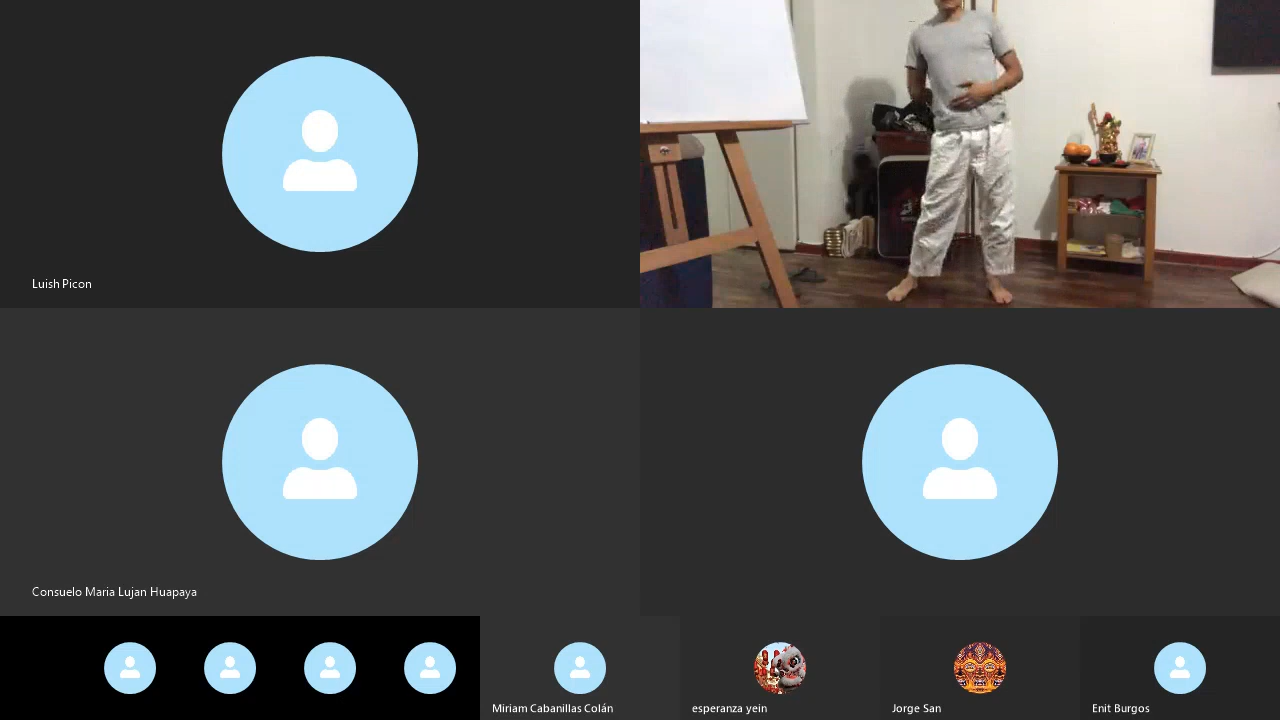 Luish Picon
Consuelo Maria Lujan Huapaya
Miriam Cabanillas Colán
esperanza yein
Jorge San
Enit Burgos